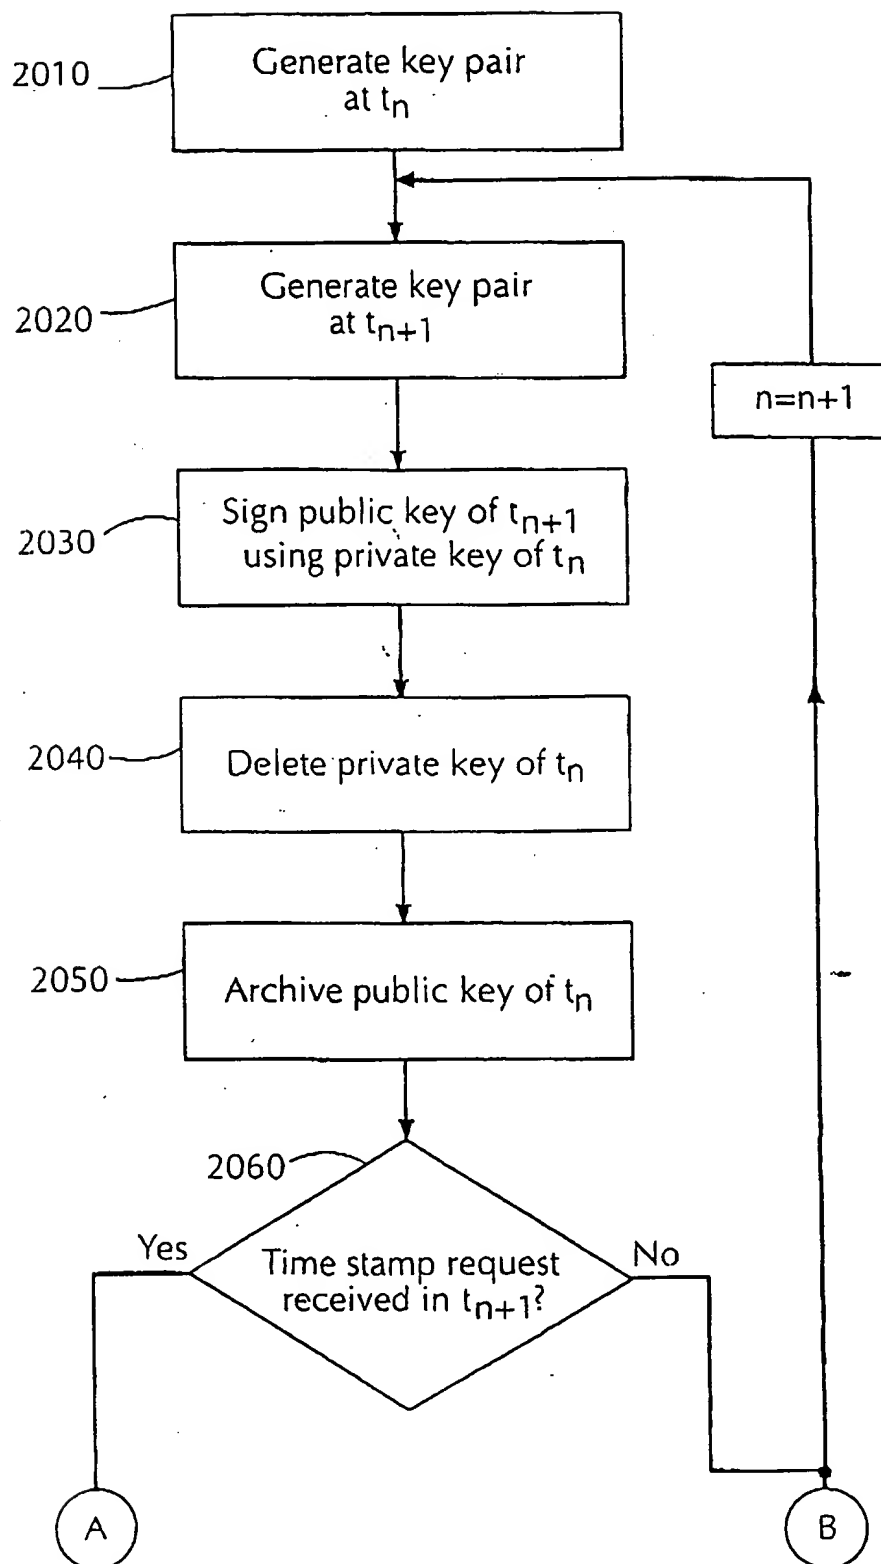 2010
Generate key pair
at tn
2020
Generate key pair
at tn+1
n=n+1
2030
Sign public key of tn+1
using private key of tn
2040
Delete private key of tn
2050
Archive public key of tn
2060
Yes
Time stamp request
received in tn+1?
No
A
B